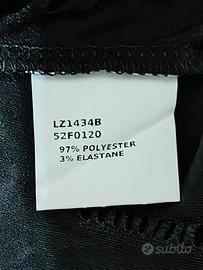 LZ1434B
52F0120
97% POLYESTER
3% ELASTANE
subito